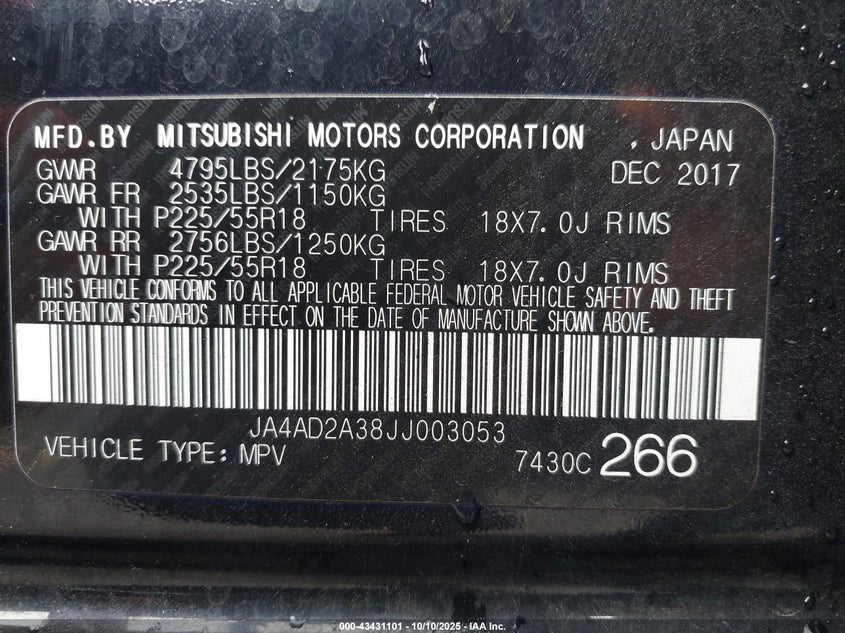 MFD.BY MITSUBISHI MOTORS CORPORATION , JAPAN
GVWR 4795LBS/2175KG DEC 2017
GAWR FR 2535LBS/1150KG
WITH P225/55R18 TIRES 18X7.0J RIMS
GAWR RR 2756LBS/1250KG
WITH P225/55R18 TIRES 18X7.0J RIMS
THIS VEHICLE CONFORMS TO ALL APPLICABLE FEDERAL MOTOR VEHICLE SAFETY AND THEFT
PREVENTION STANDARDS IN EFFECT ON THE DATE OF MANUFACTURE SHOWN ABOVE.
JA4AD2A38JJ003053
VEHICLE TYPE: MPV 7430C 266
000-43431101 - 10/10/2025 - IAA Inc.